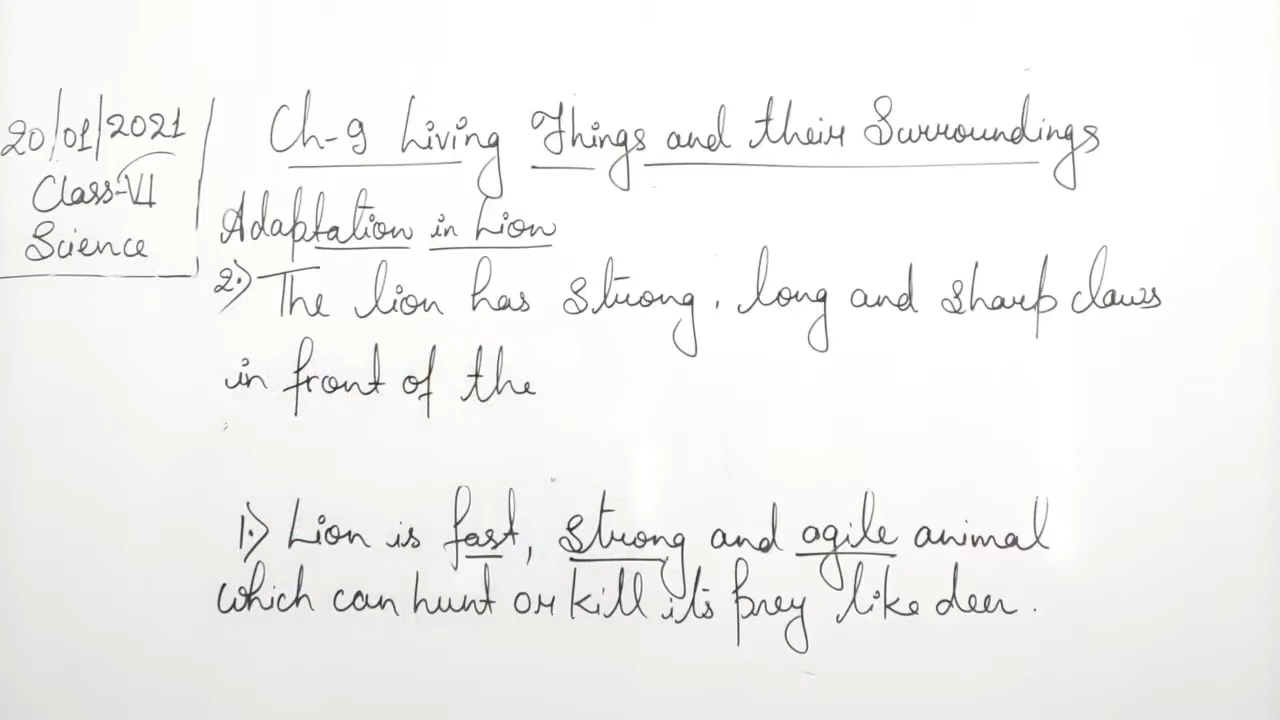 20/01/2021
Class-VI
Science
Ch-9 Living Things and their Surroundings
Adaptation in Lion
2.) The lion has strong, long and sharp claws
in front of the
1.) Lion is fast, strong and agile animal
which can hunt or kill its prey like deer.